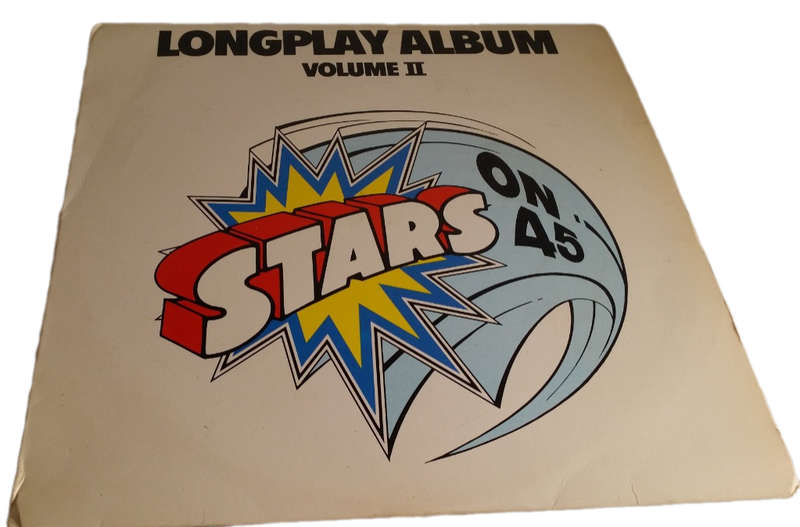 LONGPLAY ALBUM
VOLUME II
STARS
ON
45